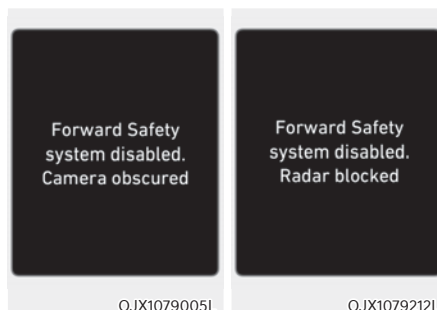 Forward Safety
system disabled.
Camera obscured
Forward Safety
system disabled.
Radar blocked
OJX1079005L
OJX1079212L